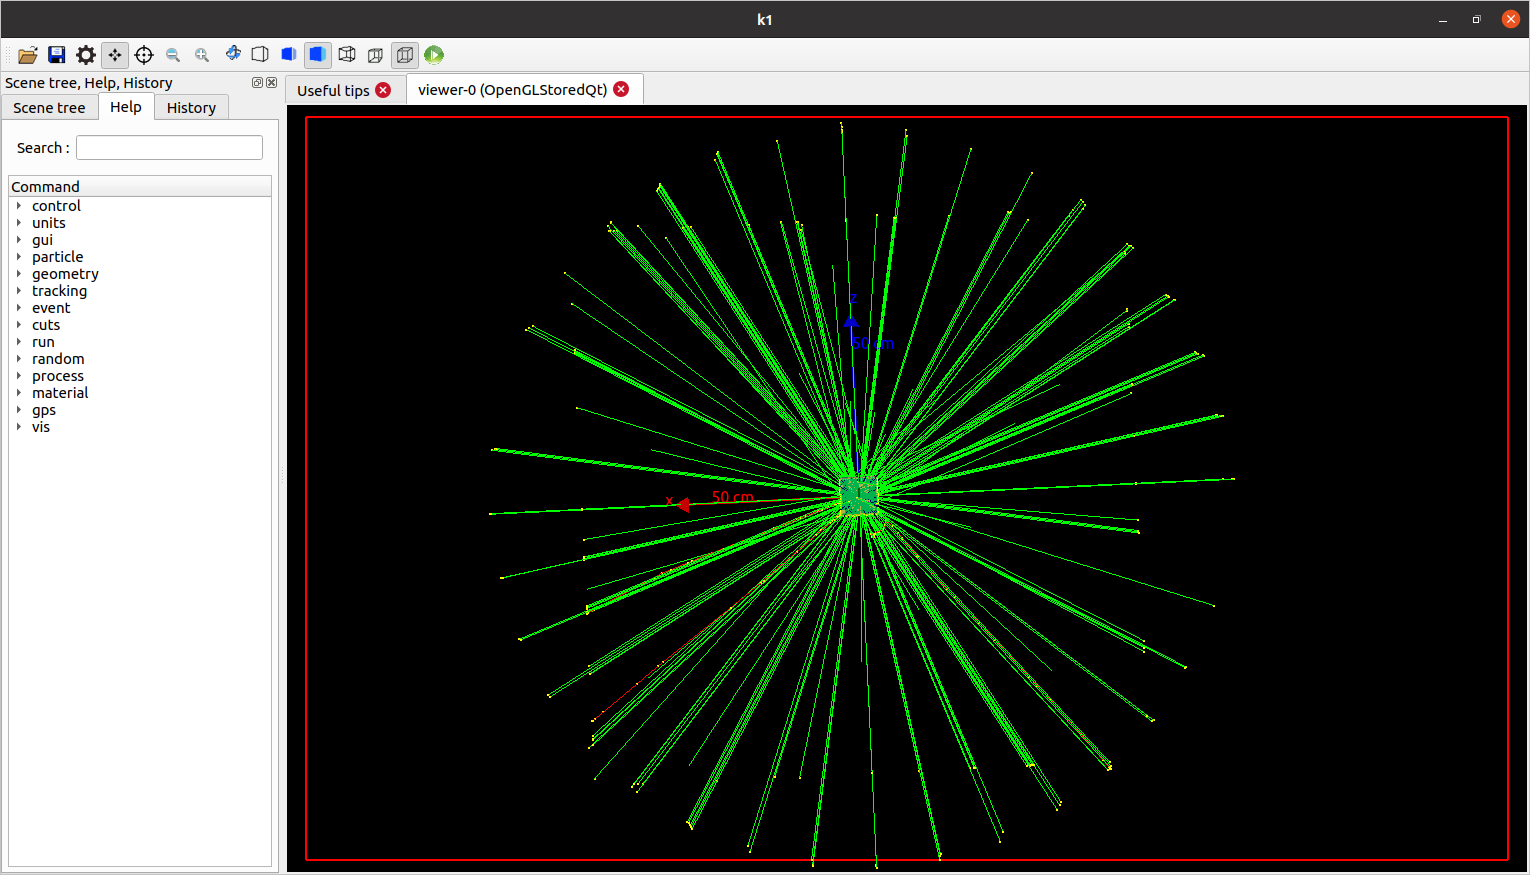 k1
Scene tree, Help, History
Scene tree
Help
History
Useful tips
viewer-0 (OpenGLStoredQt)
Search :
Command
control
units
gui
particle
geometry
tracking
event
cuts
run
random
process
material
gps
vis
z
50 cm
x
50 cm